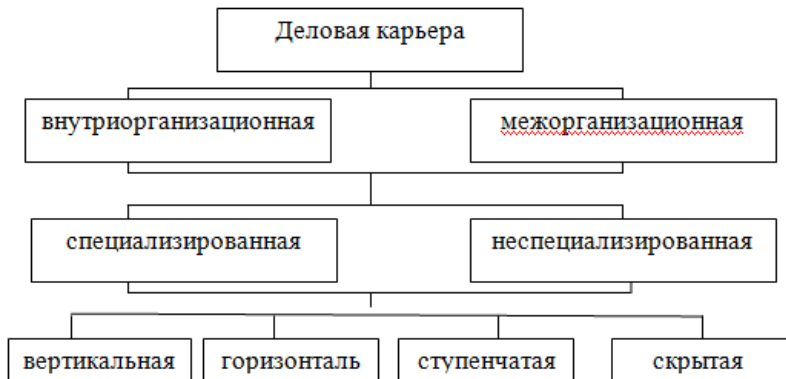 Деловая карьера
внутриорганизационная
межорганизационная
специализированная
неспециализированная
вертикальная
горизонталь
ступенчатая
скрытая